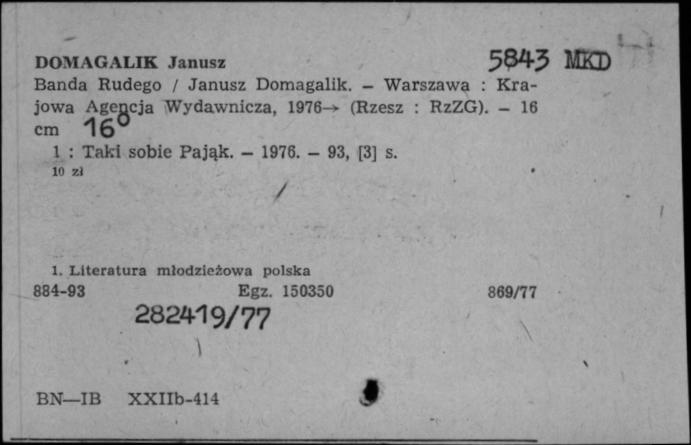 DOMAGALIK Janusz 5843 MKD
Banda Rudego / Janusz Domagalik. — Warszawa : Kra-
jowa Agencja Wydawnicza, 1976→ (Rzesz : RzZG). — 16
cm 16°
1 : Taki sobie Pająk. — 1976. — 93, [3] s.
10 zł
1. Literatura młodzieżowa polska
884-93 Egz. 150350 869/77
282419/77
BN—IB XXIIb-414